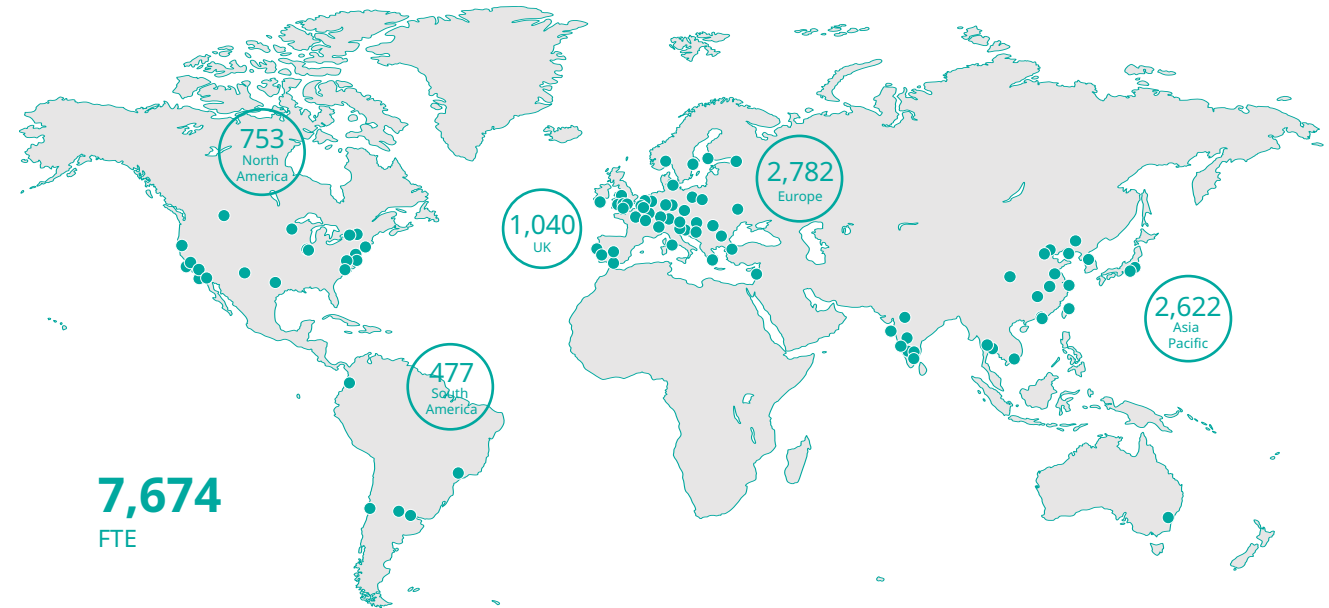 753
North
America
2,782
Europe
1,040
UK
2,622
Asia
Pacific
477
South
America
7,674
FTE